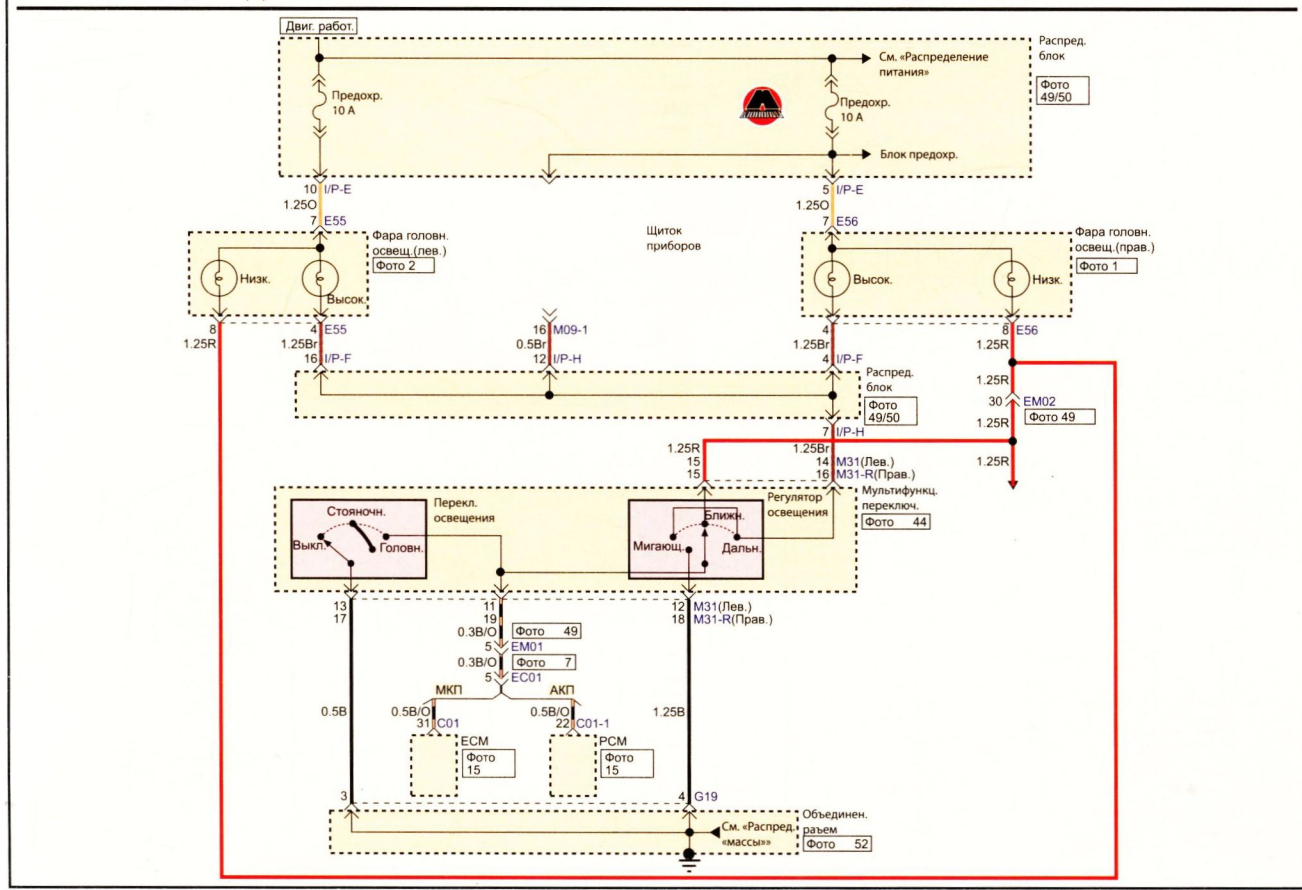 Двиг. работ.
Распред.
блок
Фото
49/50
См. «Распределение
питания»
Предохр.
10 А
Предохр.
10 А
Блок предохр.
10 I/P-E
1.25O
7 E55
5 I/P-E
1.25O
7 E56
Щиток
приборов
Фара головн.
освещ.(лев.)
Фото 2
Низк.
Высок.
Фара головн.
освещ.(прав.)
Фото 1
Высок.
Низк.
8
1.25R
4 E55
1.25Br
16 I/P-F
16 M09-1
0.5Br
12 I/P-H
4
1.25Br
4 I/P-F
8 E56
1.25R
Распред.
блок
Фото
49/50
1.25R
30 EM02
Фото 49
1.25R
1.25R
7 I/P-H
1.25R
1.25Br
15
15
14 M31(Лев.)
16 M31-R(Прав.)
Мультифункц.
переключ.
Фото 44
Перекл.
освещения
Стояночн.
Выкл.
Головн.
Регулятор
освещения
Ближн.
Мигающ.
Дальн.
13
17
11
19
12 M31(Лев.)
18 M31-R(Прав.)
0.3B/O
Фото 49
5 EM01
0.3B/O
Фото 7
5 EC01
МКП
АКП
0.5B
0.5B/O
31 C01
0.5B/O
22 C01-1
1.25B
ECM
Фото
15
PCM
Фото
15
3
4 G19
См. «Распред.
«массы»»
Объединен.
раъем
Фото 52